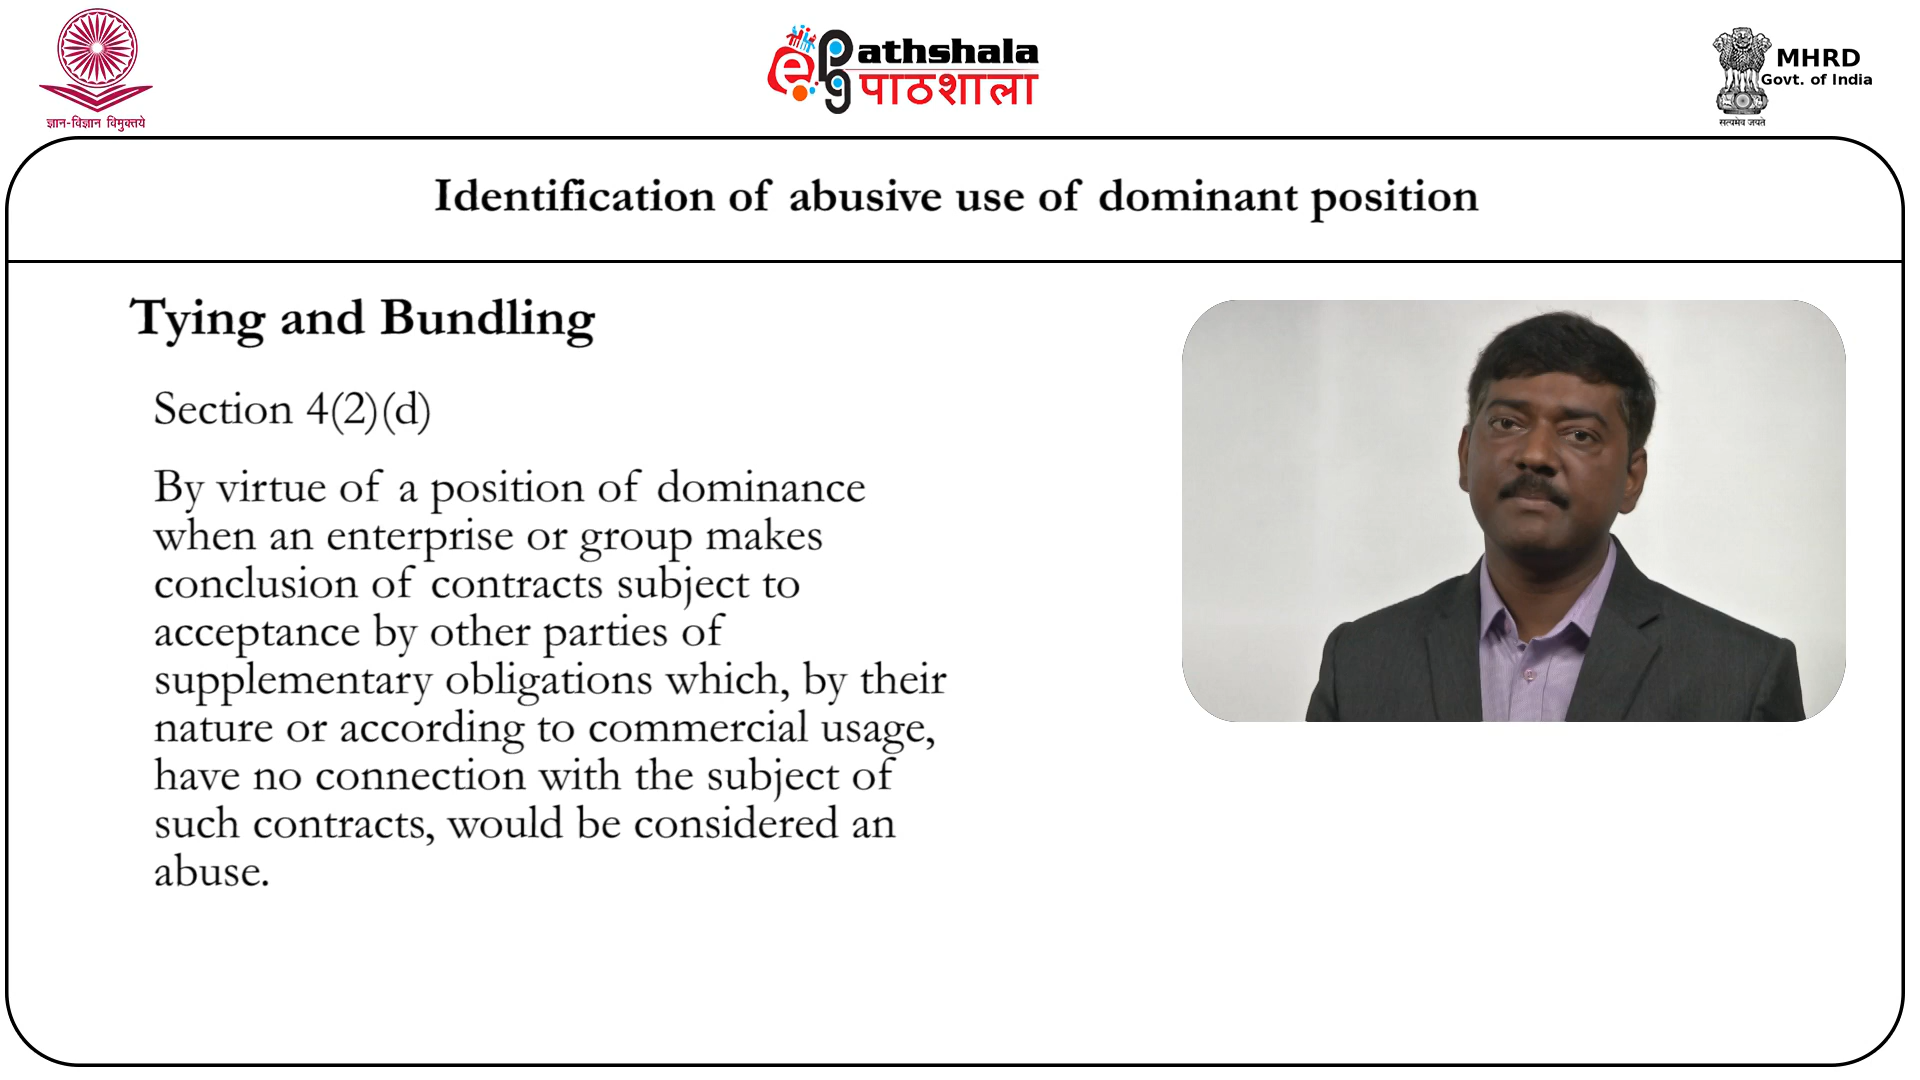 ज्ञान-विज्ञान विमुक्तये
e pg Pathshala
पाठशाला
MHRD
Govt. of India
सत्यमेव जयते
Identification of abusive use of dominant position
Tying and Bundling
Section 4(2)(d)
By virtue of a position of dominance
when an enterprise or group makes
conclusion of contracts subject to
acceptance by other parties of
supplementary obligations which, by their
nature or according to commercial usage,
have no connection with the subject of
such contracts, would be considered an
abuse.